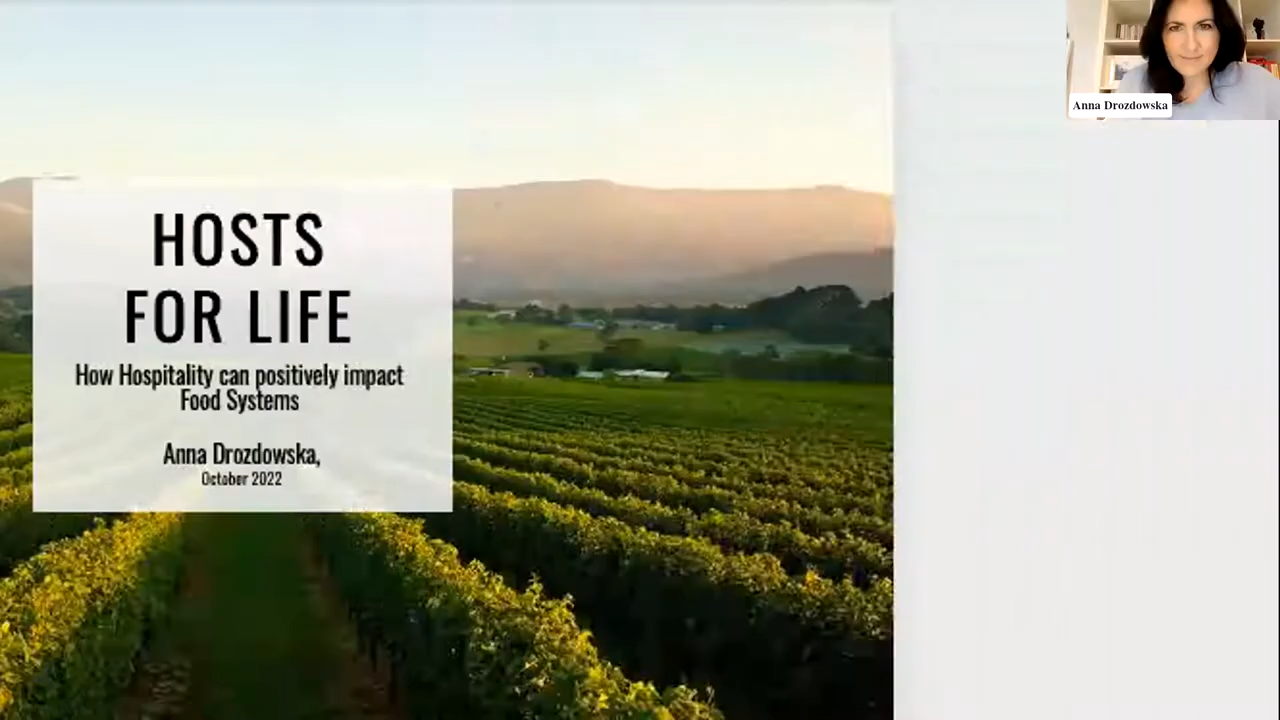 HOSTS
FOR LIFE
How Hospitality can positively impact
Food Systems
Anna Drozdowska,
October 2022
Anna Drozdowska